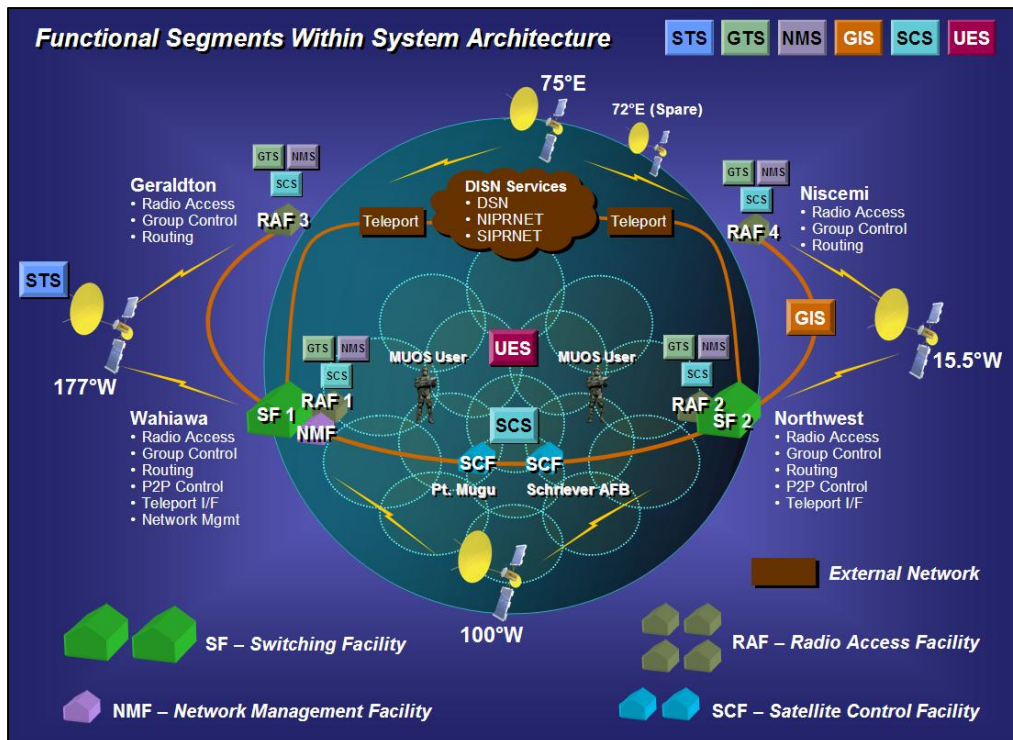 Functional Segments Within System Architecture
STS
GTS
NMS
GIS
SCS
UES
75°E
72°E (Spare)
GTS
NMS
SCS
RAF 3
Geraldton
• Radio Access
• Group Control
• Routing
DISN Services
• DSN
• NIPRNET
• SIPRNET
Teleport
Teleport
GTS
NMS
SCS
RAF 4
Niscemi
• Radio Access
• Group Control
• Routing
STS
177°W
GIS
15.5°W
GTS
NMS
SCS
RAF 1
SF 1
NMF
MUOS User
UES
MUOS User
GTS
NMS
SCS
RAF 2
SF 2
SCS
SCF
SCF
Pt. Mugu
Schriever AFB
Wahiawa
• Radio Access
• Group Control
• Routing
• P2P Control
• Teleport I/F
• Network Mgmt
Northwest
• Radio Access
• Group Control
• Routing
• P2P Control
• Teleport I/F
100°W
External Network
SF – Switching Facility
RAF – Radio Access Facility
NMF – Network Management Facility
SCF – Satellite Control Facility